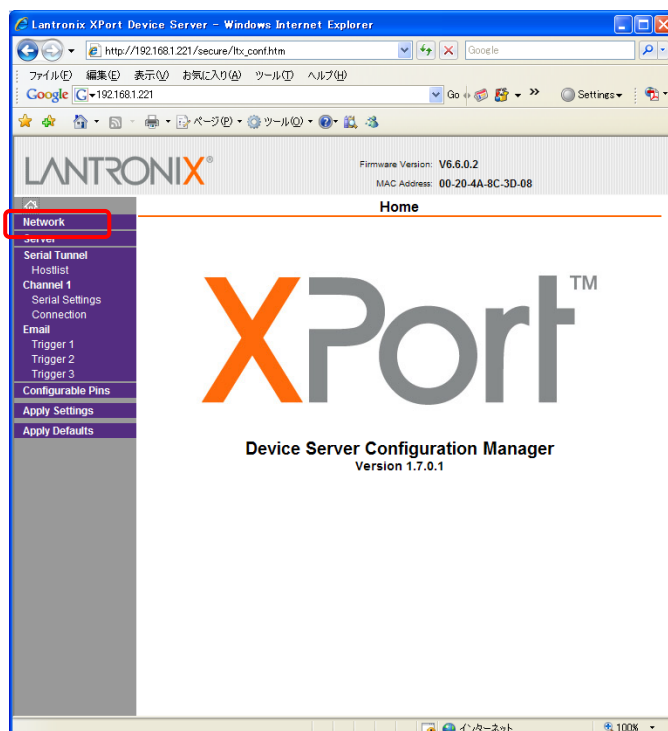 Lantronix XPort Device Server - Windows Internet Explorer
http://192.168.1.221/secure/ltx_conf.htm
Google
ファイル(F) 編集(E) 表示(V) お気に入り(A) ツール(T) ヘルプ(H)
Google G 192.168.1.221 Go Settings
ページ(P) ツール(O)
LANTRONIX®
Firmware Version: V6.6.0.2
MAC Address: 00-20-4A-8C-3D-08
Home
Network
Server
Serial Tunnel
Hostlist
Channel 1
Serial Settings
Connection
Email
Trigger 1
Trigger 2
Trigger 3
Configurable Pins
Apply Settings
Apply Defaults
XPort™
Device Server Configuration Manager
Version 1.7.0.1
インターネット
100%